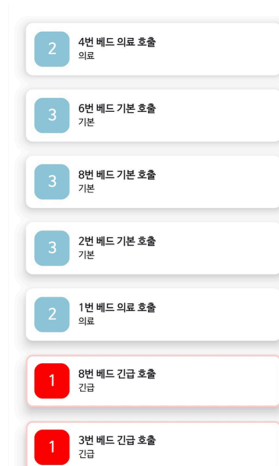 2
4번 베드 의료 호출
의료
3
6번 베드 기본 호출
기본
3
8번 베드 기본 호출
기본
3
2번 베드 기본 호출
기본
2
1번 베드 의료 호출
의료
1
8번 베드 긴급 호출
긴급
1
3번 베드 긴급 호출
긴급